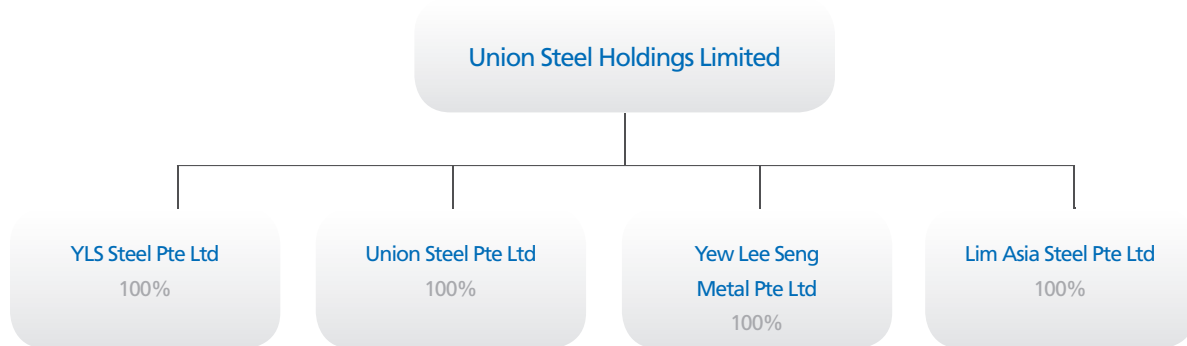 Union Steel Holdings Limited
YLS Steel Pte Ltd
100%
Union Steel Pte Ltd
100%
Yew Lee Seng
Metal Pte Ltd
100%
Lim Asia Steel Pte Ltd
100%